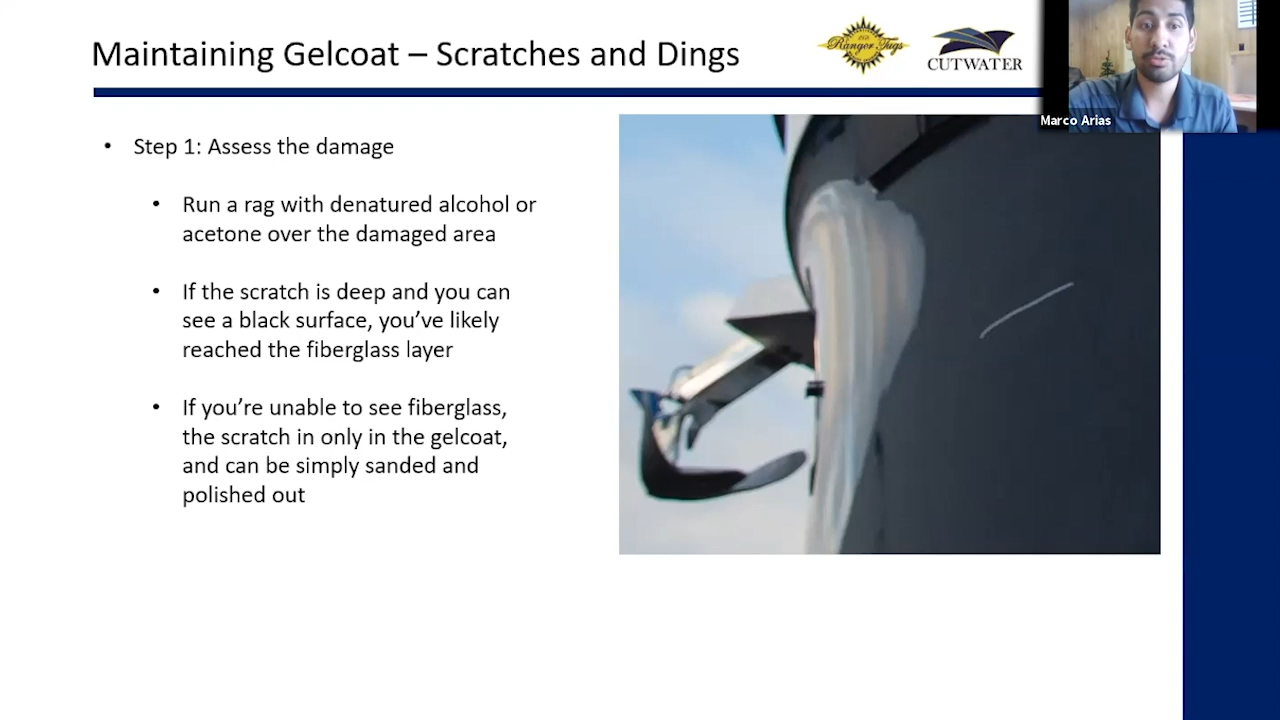 Maintaining Gelcoat – Scratches and Dings
Ranger Tugs
CUTWATER
Marco Arias
• Step 1: Assess the damage
• Run a rag with denatured alcohol or
acetone over the damaged area
• If the scratch is deep and you can
see a black surface, you’ve likely
reached the fiberglass layer
• If you’re unable to see fiberglass,
the scratch in only in the gelcoat,
and can be simply sanded and
polished out